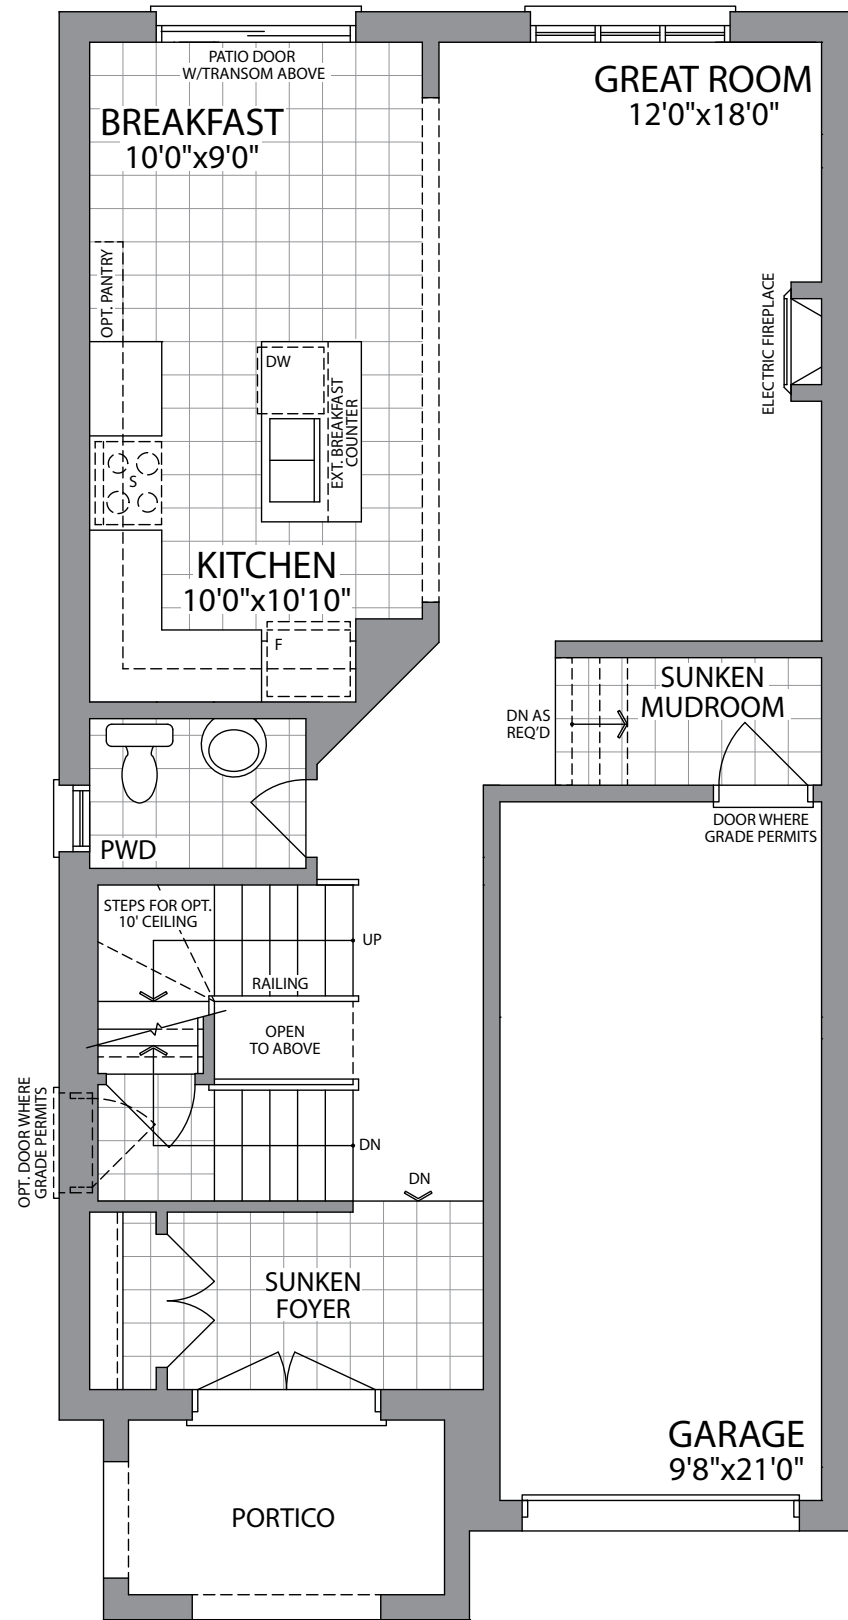 PATIO DOOR
W/TRANSOM ABOVE
BREAKFAST
10'0"x9'0"
GREAT ROOM
12'0"x18'0"
OPT. PANTRY
ELECTRIC FIREPLACE
DW
EXT. BREAKFAST
COUNTER
S
KITCHEN
10'0"x10'10"
F
SUNKEN
MUDROOM
DN AS
REQ'D
DOOR WHERE
GRADE PERMITS
PWD
STEPS FOR OPT.
10' CEILING
UP
RAILING
OPEN
TO ABOVE
OPT. DOOR WHERE
GRADE PERMITS
DN
DN
SUNKEN
FOYER
GARAGE
9'8"x21'0"
PORTICO